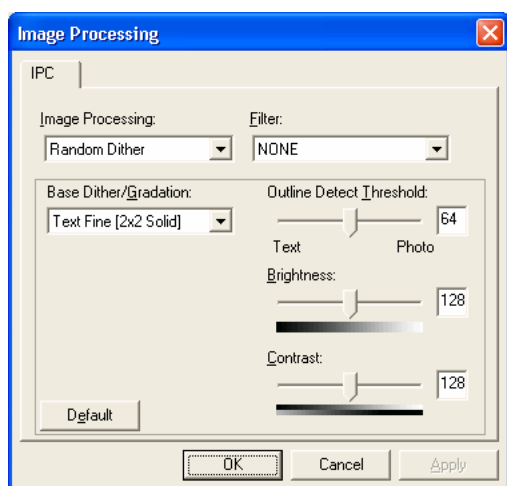 Image Processing
IPC
Image Processing:
Filter:
Random Dither
NONE
Base Dither/Gradation:
Outline Detect Threshold:
Text Fine [2x2 Solid]
64
Text
Photo
Brightness:
128
Contrast:
128
Default
OK
Cancel
Apply